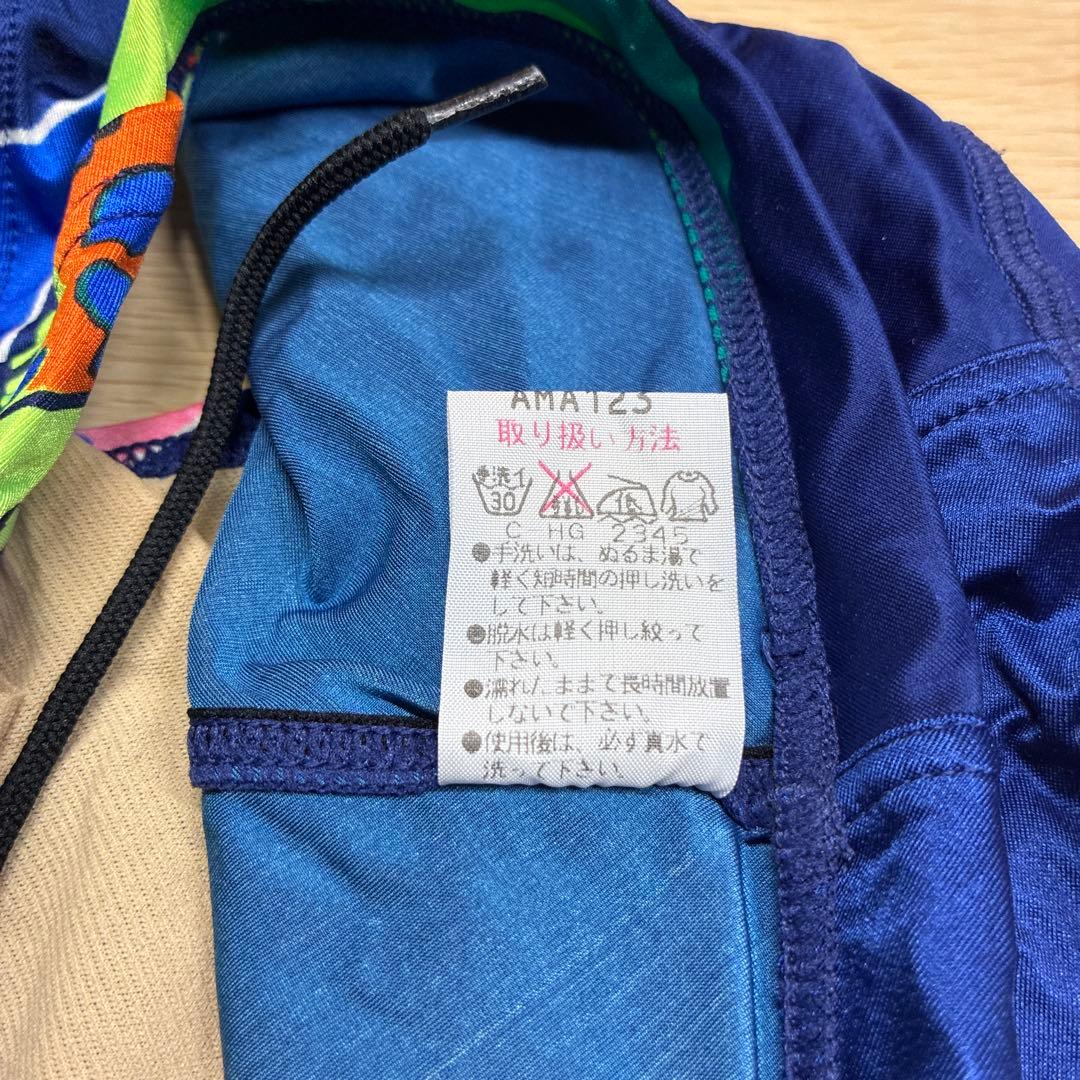 AMA123
取り扱い方法
手洗イ
30
C HG 2345
●手洗いは、ぬるま湯で
軽く短時間の押し洗いを
して下さい。
●脱水は軽く押し絞って
下さい。
●濡れたままで長時間放置
しないで下さい。
●使用後は、必ず真水で
洗って下さい。